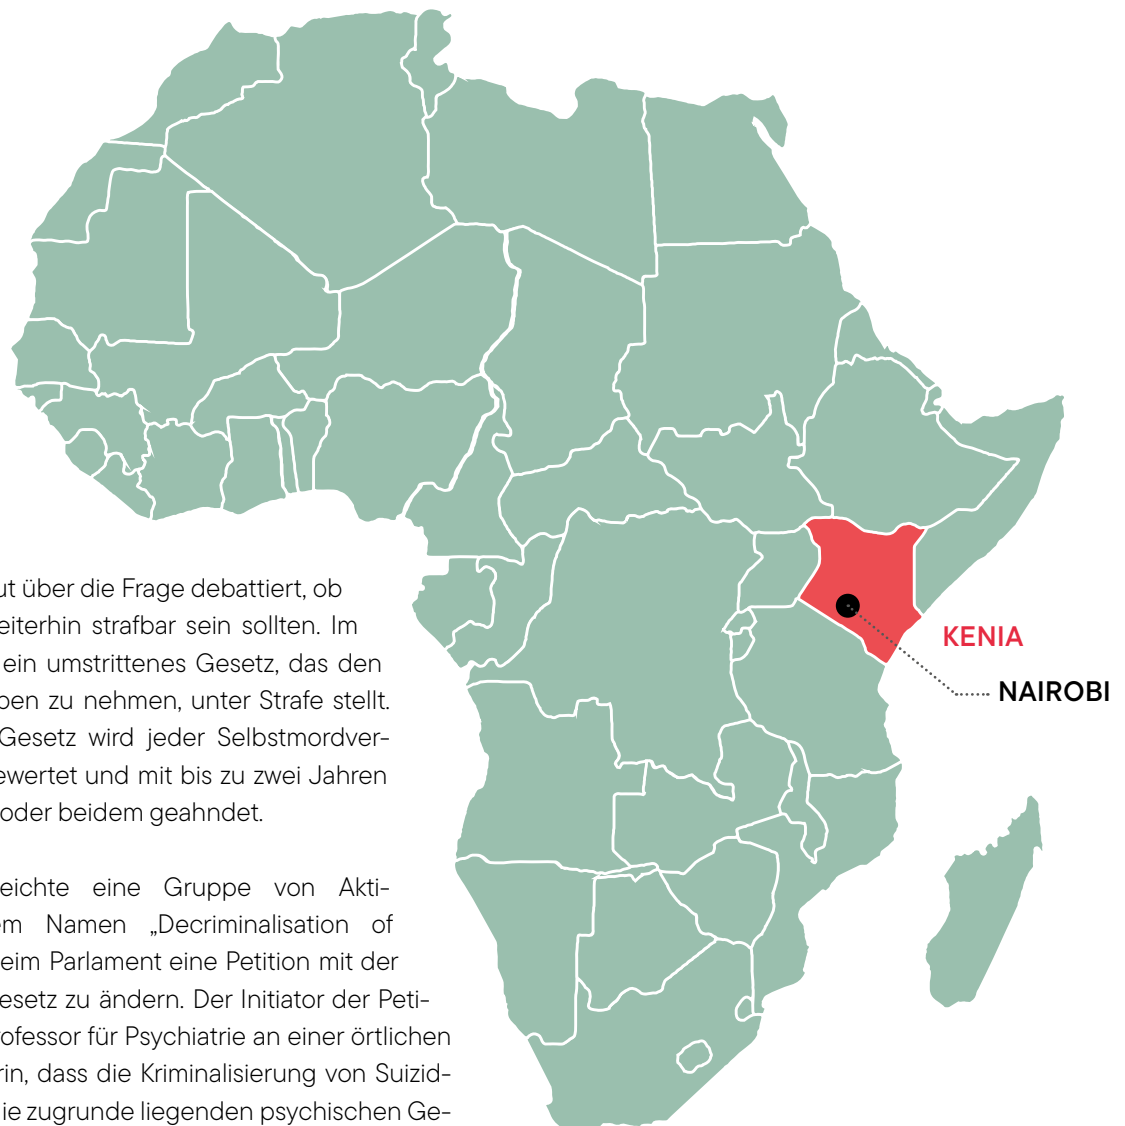 ut über die Frage debattiert, ob
eiterhin strafbar sein sollten. Im
ein umstrittenes Gesetz, das den
ben zu nehmen, unter Strafe stellt.
Gesetz wird jeder Selbstmordver-
ewertet und mit bis zu zwei Jahren
oder beidem geahndet.
eichte eine Gruppe von Akti-
em Namen „Decriminalisation of
eim Parlament eine Petition mit der
esetz zu ändern. Der Initiator der Peti-
rofessor für Psychiatrie an einer örtlichen
rin, dass die Kriminalisierung von Suizid-
ie zugrunde liegenden psychischen Ge-
KENIA
NAIROBI